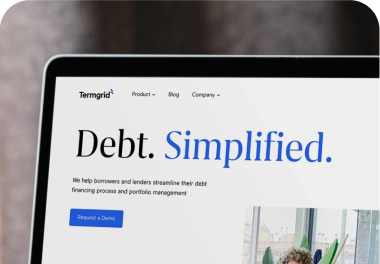 Termgrid Product Blog Company
Debt. Simplified.
We help borrowers and lenders streamline their debt
financing process and portfolio management
Request a Demo